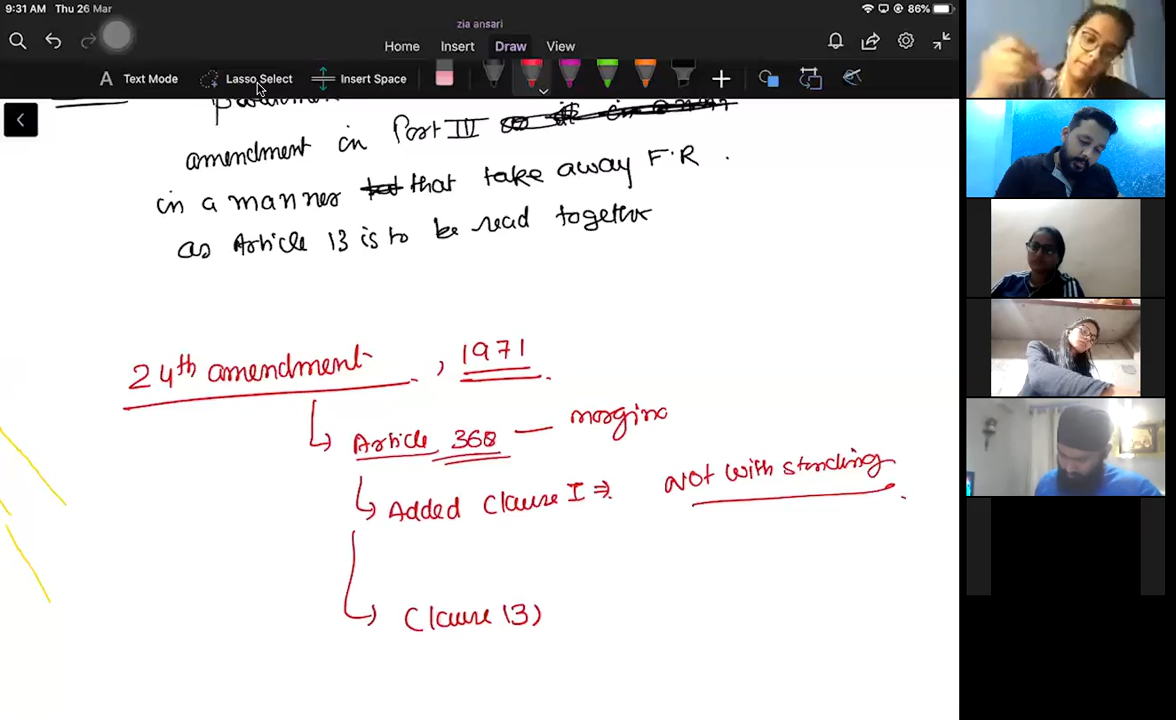 9:31 AM Thu 26 Mar
86%
zia ansari
Home Insert Draw View
A Text Mode Lasso Select Insert Space
amendment in Part III
in a manner that take away F.R.
as Article 13 is to be read together
24th amendment, 1971
Article 368 — margina
Added Clause I ⇒ Not with standing
Clause 13)